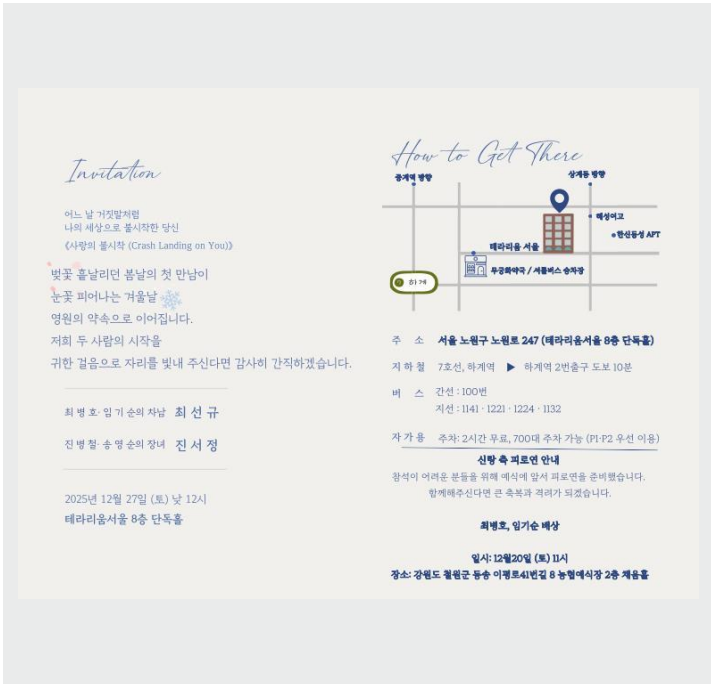 Invitation
어느 날 거짓말처럼
나의 세상으로 불시착한 당신
《사랑의 불시착 (Crash Landing on You)》
벚꽃 흩날리던 봄날의 첫 만남이
눈꽃 피어나는 겨울날
영원의 약속으로 이어집니다.
저희 두 사람의 시작을
귀한 걸음으로 자리를 빛내 주신다면 감사히 간직하겠습니다.
최병호·임기순의 차남 최선규
진병철·송영순의 장녀 진서정
2025년 12월 27일 (토) 낮 12시
테라리움서울 8층 단독홀
How to Get There
중계역 방향
상계동 방향
혜성여고
한신동성 APT
테라리움 서울
무궁화약국 / 셔틀버스 승차장
하계
주 소 서울 노원구 노원로 247 (테라리움서울 8층 단독홀)
지하철 7호선, 하계역 ▶ 하계역 2번출구 도보 10분
버 스 간선 : 100번
지선 : 1141 · 1221 · 1224 · 1132
자가용 주차: 2시간 무료, 700대 주차 가능 (P1-P2 우선 이용)
신랑 측 피로연 안내
참석이 어려운 분들을 위해 예식에 앞서 피로연을 준비했습니다.
함께해주신다면 큰 축복과 격려가 되겠습니다.
최병호, 임기순 배상
일시: 12월20일 (토) 11시
장소: 강원도 철원군 동송 이평로41번길 8 농협예식장 2층 채움홀